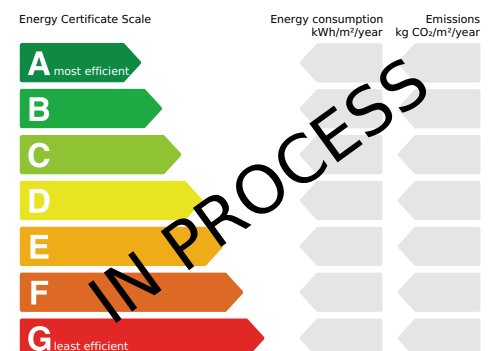 Energy Certificate Scale
Energy consumption
kWh/m²/year
Emissions
kg CO₂/m²/year
A most efficient
B
C
D
E
F
G least efficient
IN PROCESS